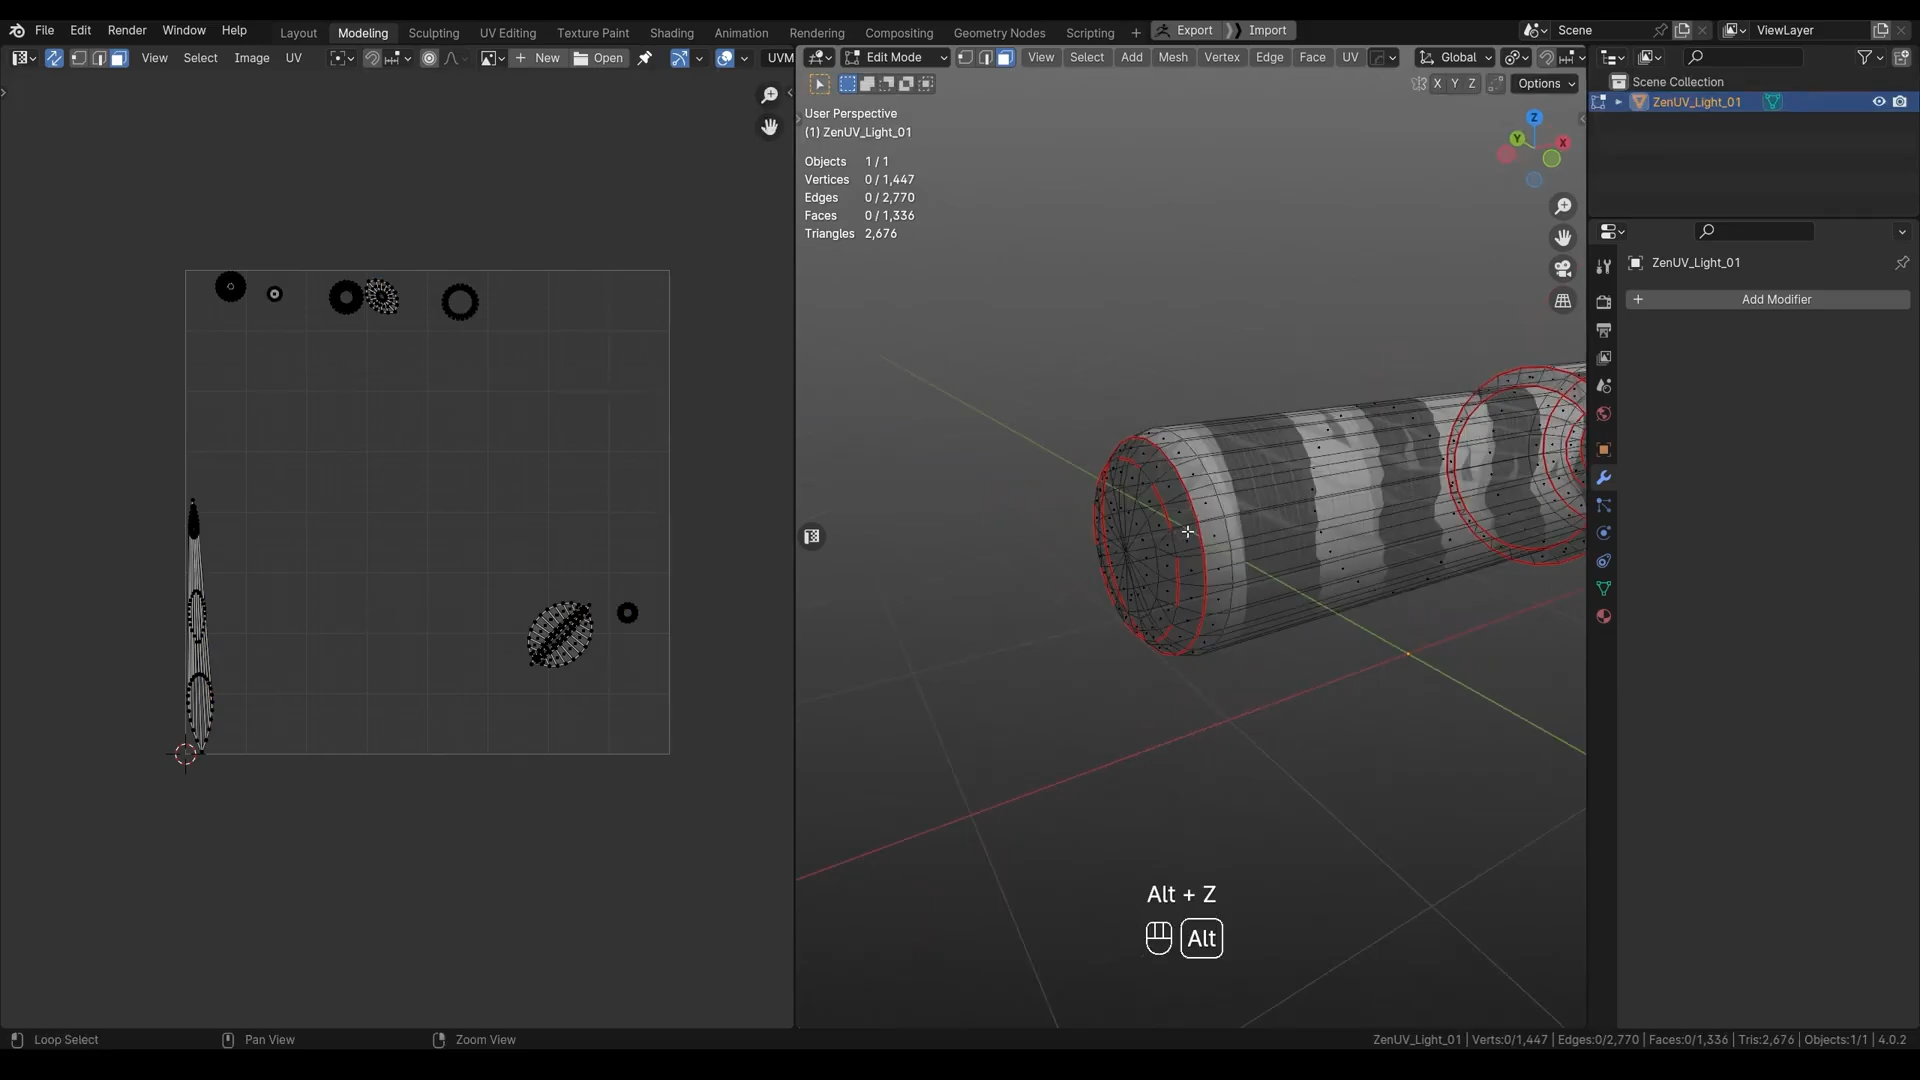 File Edit Render Window Help Layout Modeling Sculpting UV Editing Texture Paint Shading Animation Rendering Compositing Geometry Nodes Scripting + Export Import Scene ViewLayer
View Select Image UV New Open UVM Edit Mode View Select Add Mesh Vertex Edge Face UV Global
X Y Z Options
Scene Collection
ZenUV_Light_01
User Perspective
(1) ZenUV_Light_01
Objects 1 / 1
Vertices 0 / 1,447
Edges 0 / 2,770
Faces 0 / 1,336
Triangles 2,676
Z
Y
X
ZenUV_Light_01
+ Add Modifier
Alt + Z
Alt
Loop Select Pan View Zoom View ZenUV_Light_01 | Verts:0/1,447 | Edges:0/2,770 | Faces:0/1,336 | Tris:2,676 | Objects:1/1 | 4.0.2